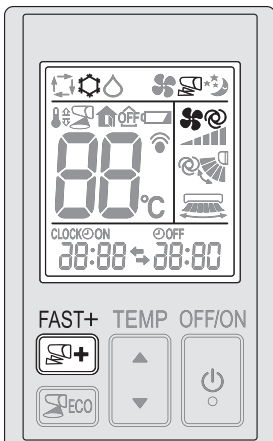 OFF
88
°C
CLOCK ON OFF
88:88 88:88
FAST+ TEMP OFF/ON
+
ECO